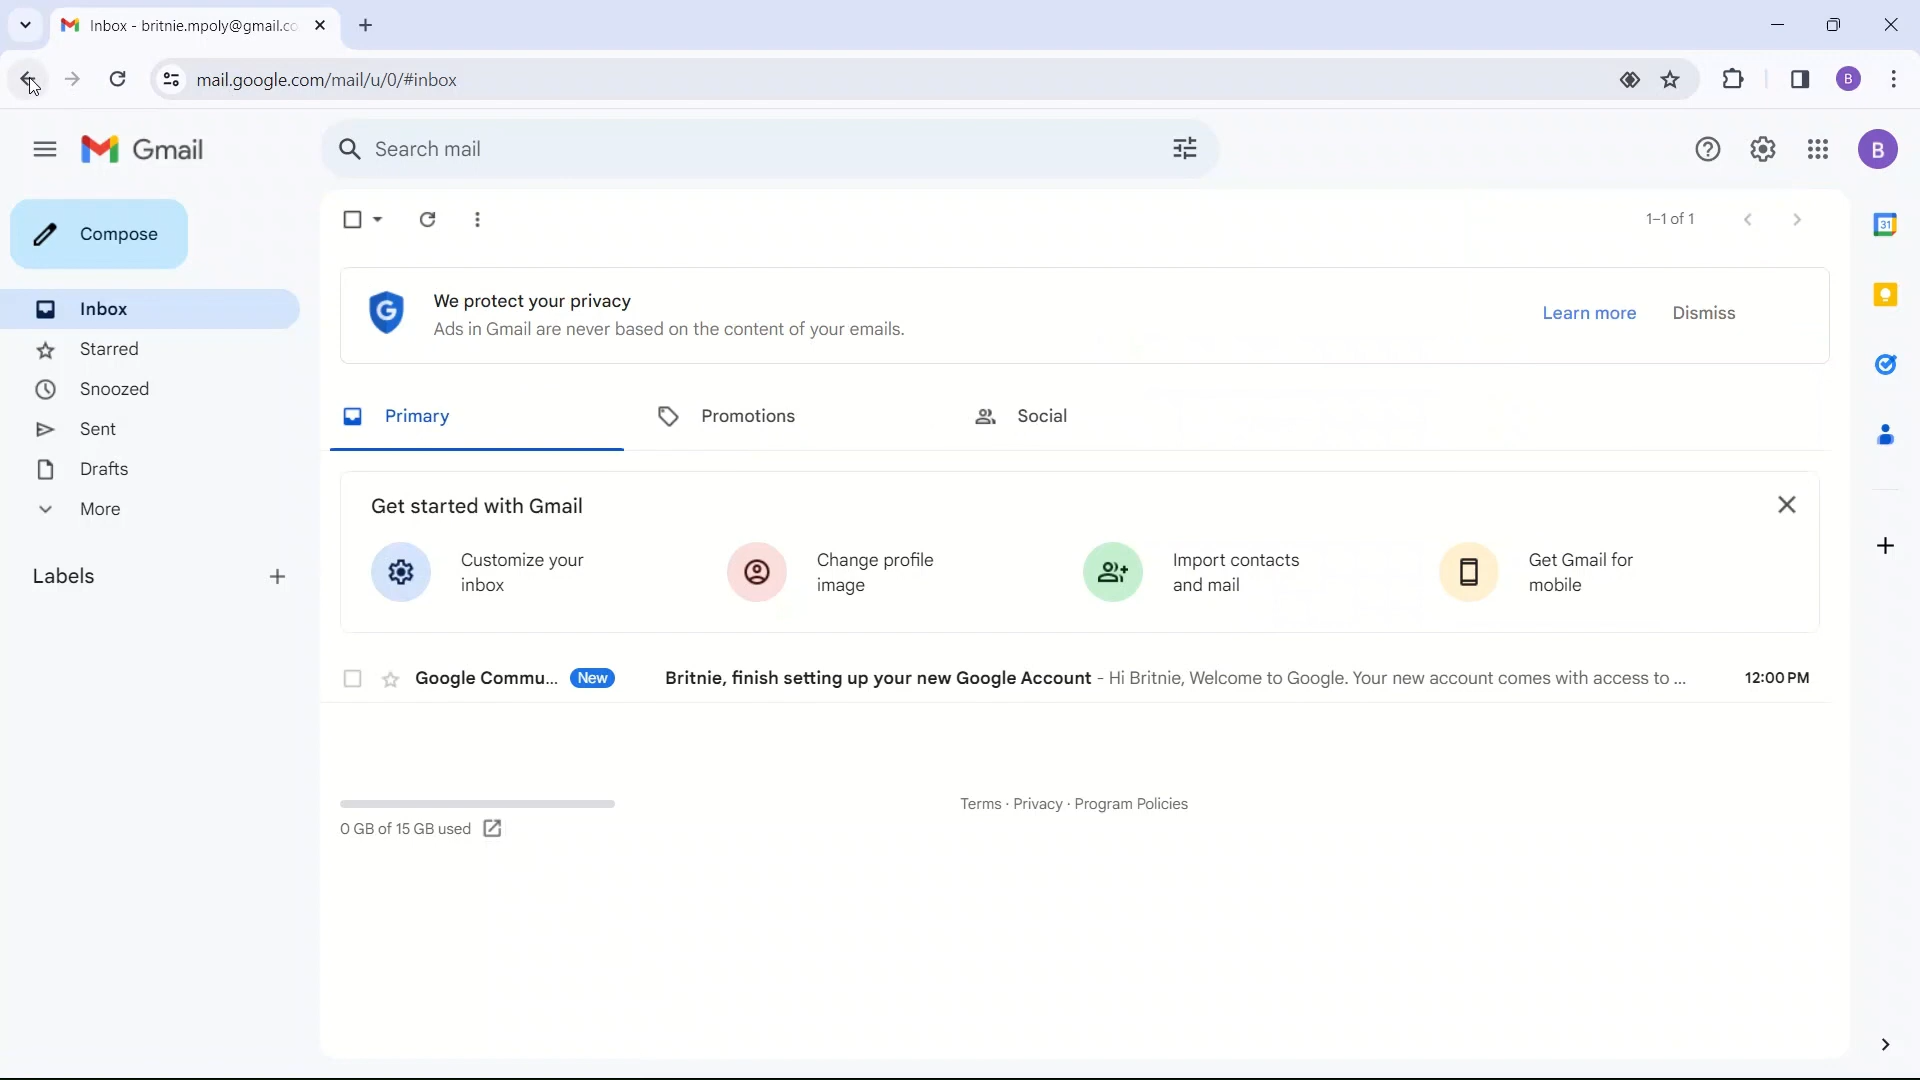 Inbox - britnie.mpoly@gmail.co
mail.google.com/mail/u/0/#inbox
B
Gmail
Search mail
B
Compose
1–1 of 1
31
We protect your privacy
Ads in Gmail are never based on the content of your emails.
Learn more
Dismiss
Inbox
Starred
Snoozed
Sent
Drafts
More
Labels
Primary
Promotions
Social
Get started with Gmail
Customize your
inbox
Change profile
image
Import contacts
and mail
Get Gmail for
mobile
Google Commu... New Britnie, finish setting up your new Google Account - Hi Britnie, Welcome to Google. Your new account comes with access to ... 12:00 PM
0 GB of 15 GB used
Terms · Privacy · Program Policies